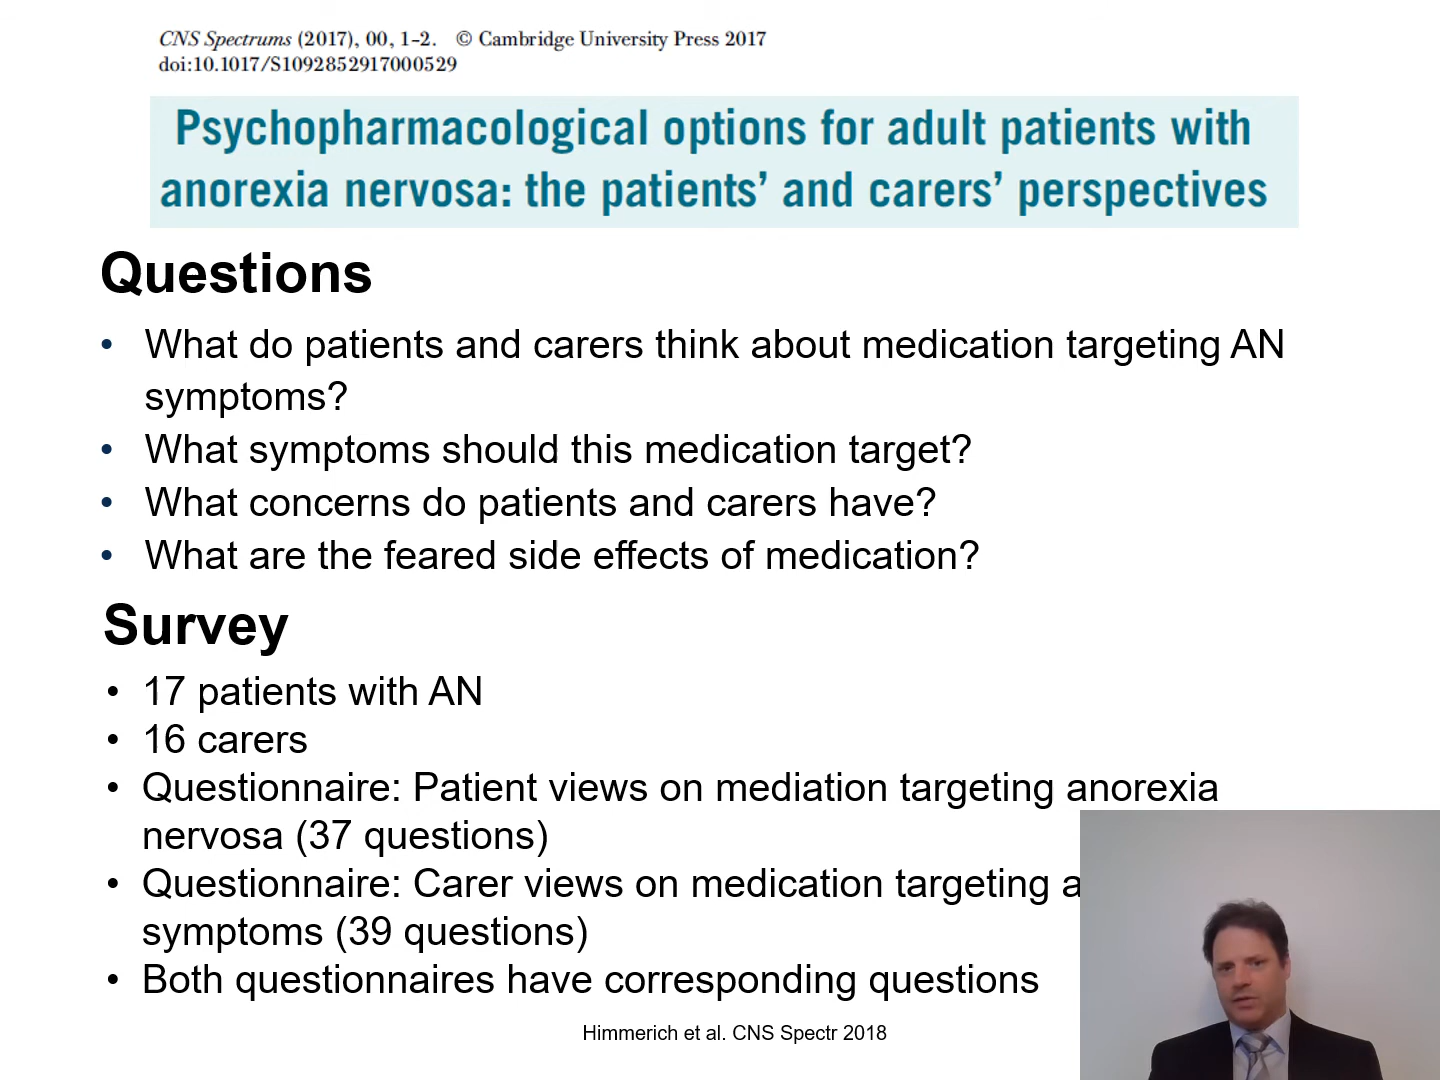 CNS Spectrums (2017), 00, 1–2. © Cambridge University Press 2017
doi:10.1017/S1092852917000529
Psychopharmacological options for adult patients with
anorexia nervosa: the patients’ and carers’ perspectives
Questions
• What do patients and carers think about medication targeting AN
symptoms?
• What symptoms should this medication target?
• What concerns do patients and carers have?
• What are the feared side effects of medication?
Survey
• 17 patients with AN
• 16 carers
• Questionnaire: Patient views on mediation targeting anorexia
nervosa (37 questions)
• Questionnaire: Carer views on medication targeting
symptoms (39 questions)
• Both questionnaires have corresponding questions
Himmerich et al. CNS Spectr 2018